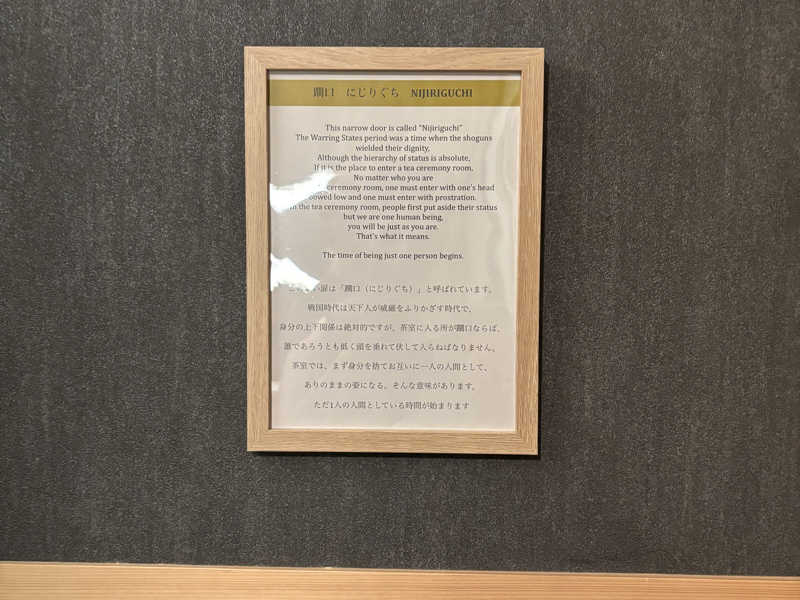 躙口 にじりぐち NIJIRIGUCHI
This narrow door is called "Nijiriguchi"
The Warring States period was a time when the shoguns
wielded their dignity,
Although the hierarchy of status is absolute,
If it is the place to enter a tea ceremony room.
No matter who you are
ceremony room, one must enter with one's head
bowed low and one must enter with prostration.
the tea ceremony room, people first put aside their status
but we are one human being,
you will be just as you are.
That's what it means.
The time of being just one person begins.
扉は「躙口（にじりぐち）」と呼ばれています。
戦国時代は天下人が威厳をふりかざす時代で、
身分の上下関係は絶対的ですが、茶室に入る所が躙口ならば、
誰であろうとも低く頭を垂れて伏して入らねばなりません。
茶室では、まず身分を捨てお互いに一人の人間として、
ありのままの姿になる。そんな意味があります。
ただ1人の人間としている時間が始まります